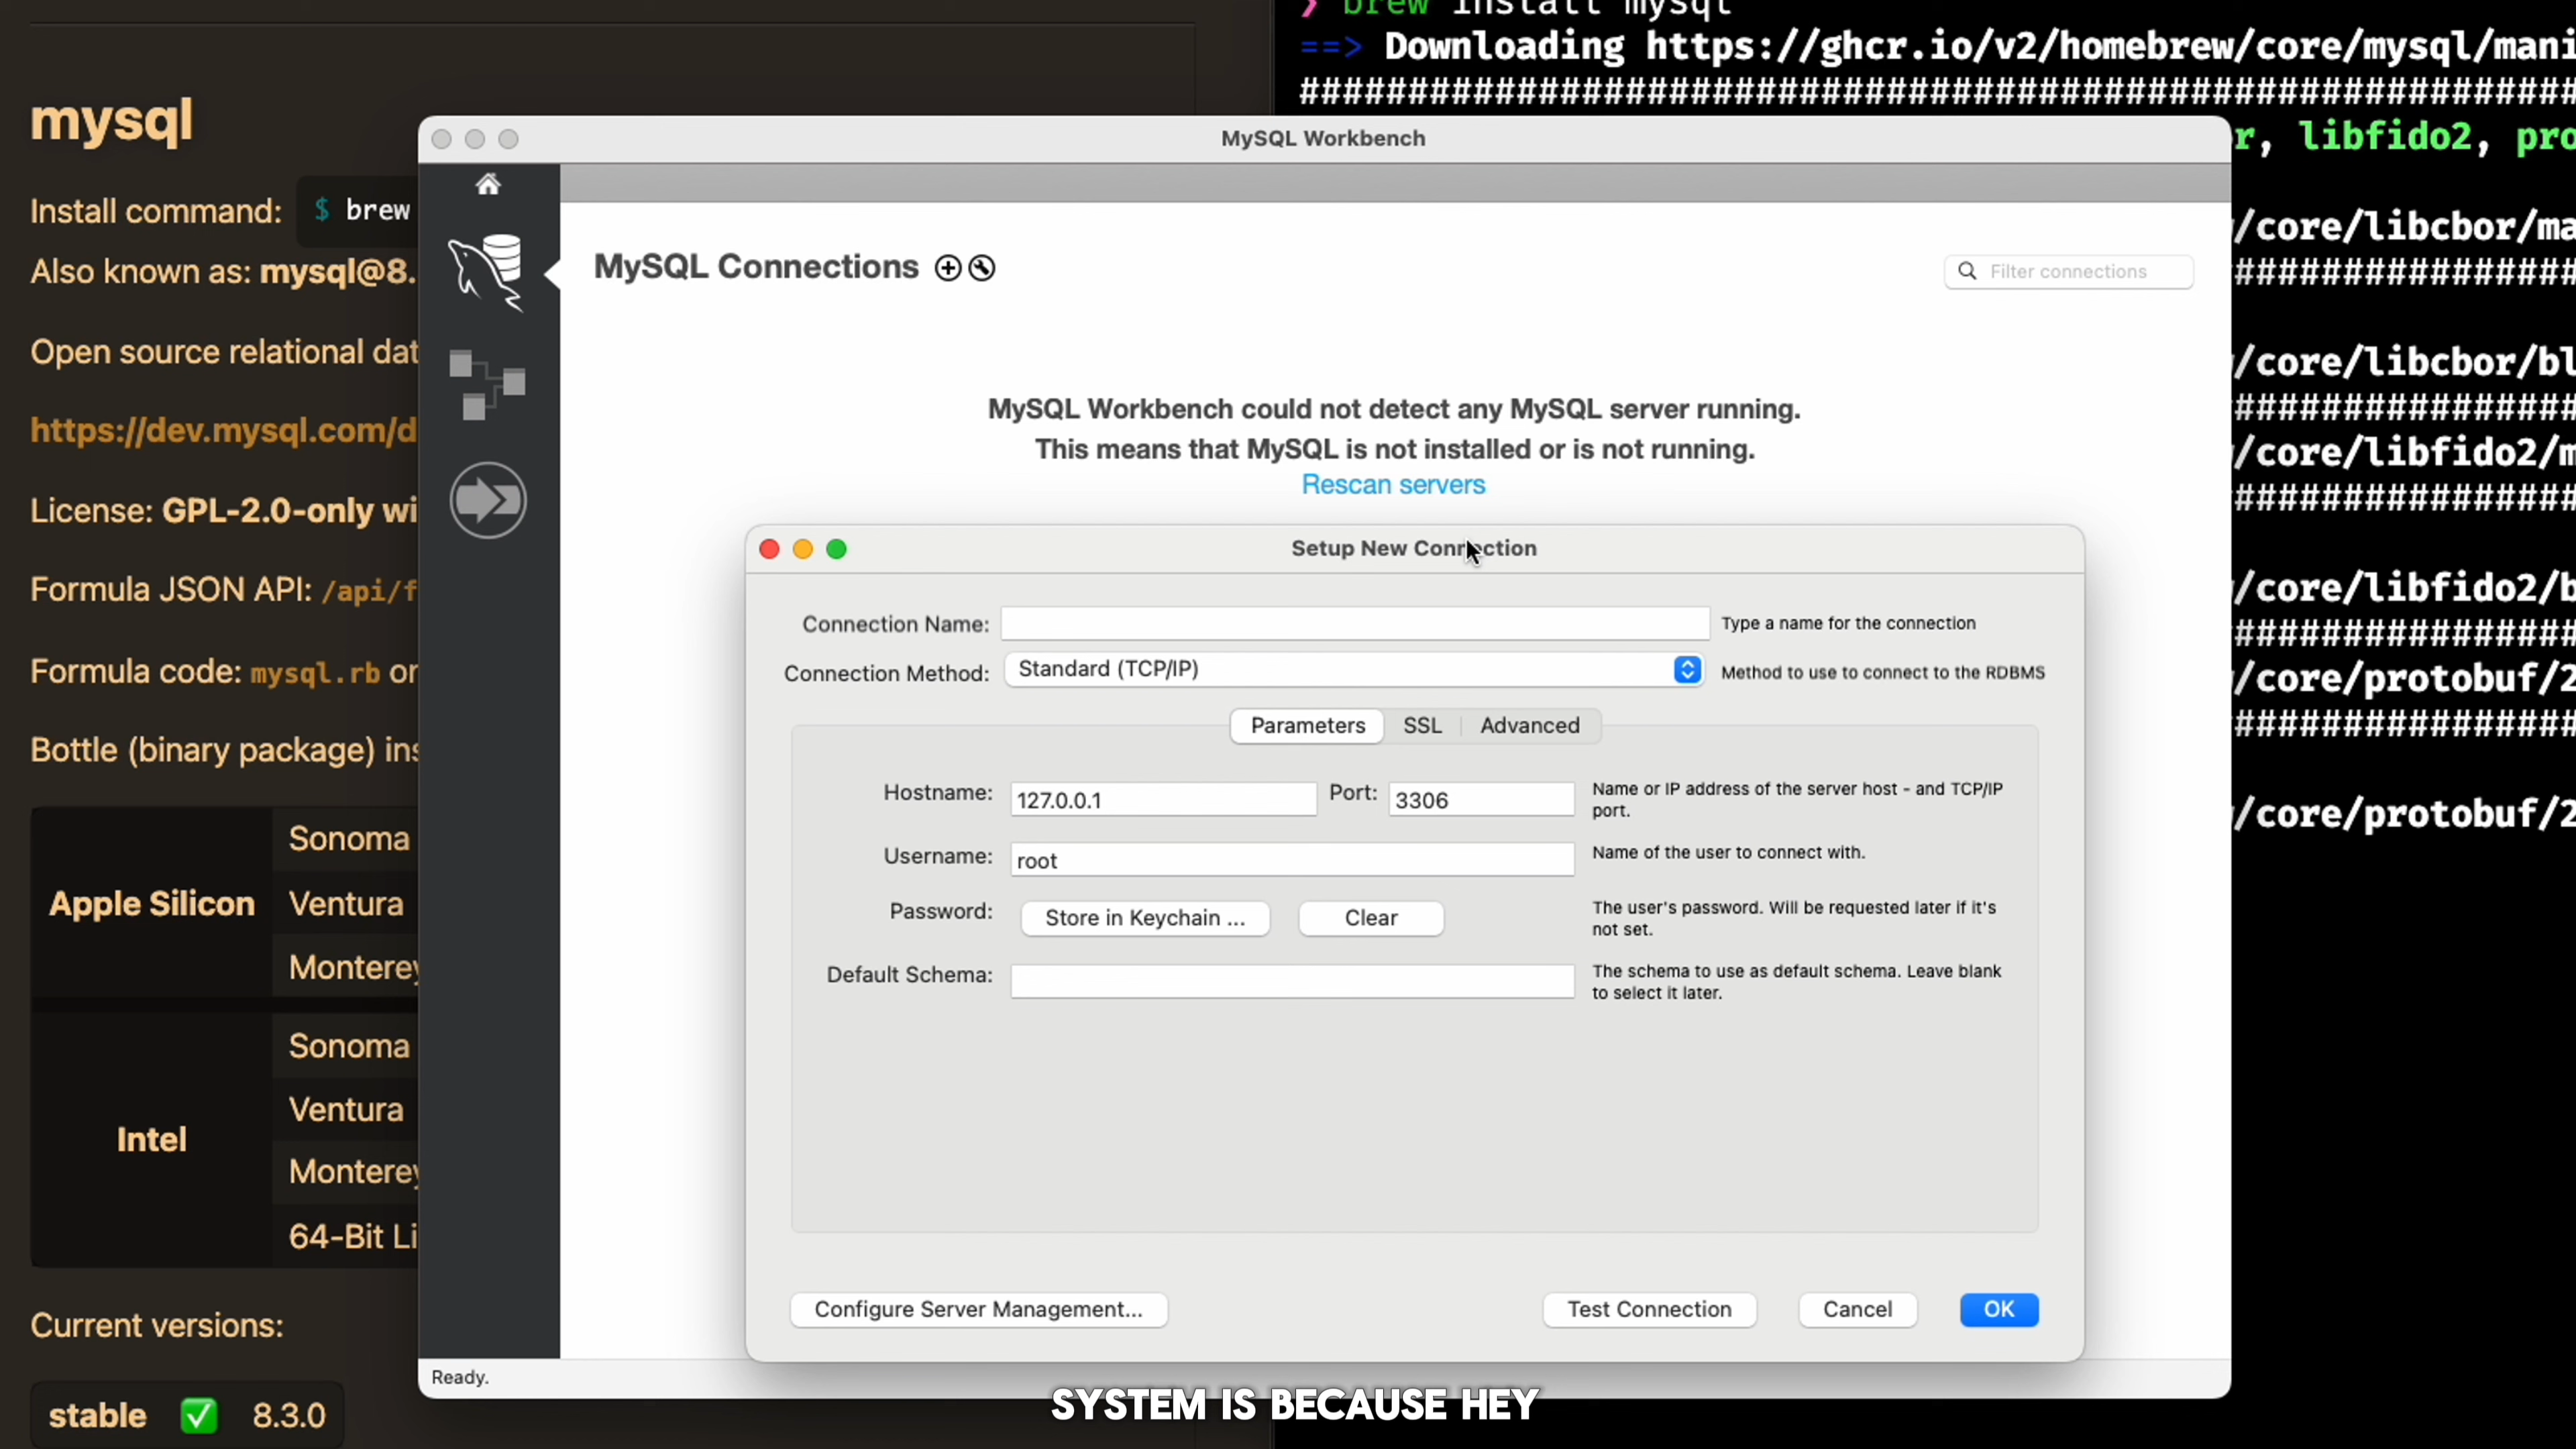 mysql
Install command: $ brew
Also known as: mysql@8.
Open source relational dat
https://dev.mysql.com/d
License: GPL-2.0-only wi
Formula JSON API: /api/f
Formula code: mysql.rb or
Bottle (binary package) ins
Apple Silicon
Sonoma
Ventura
Monterey
Intel
Sonoma
Ventura
Monterey
64-Bit Li
Current versions:
stable ✅ 8.3.0
❯ brew install mysql
==> Downloading https://ghcr.io/v2/homebrew/core/mysql/mani
r, libfido2, pro
/core/libcbor/ma
/core/libcbor/bl
/core/libfido2/m
/core/libfido2/b
/core/protobuf/2
/core/protobuf/2
MySQL Workbench
MySQL Connections
Filter connections
MySQL Workbench could not detect any MySQL server running.
This means that MySQL is not installed or is not running.
Rescan servers
Setup New Connection
Connection Name:
Type a name for the connection
Connection Method: Standard (TCP/IP)
Method to use to connect to the RDBMS
Parameters SSL Advanced
Hostname: 127.0.0.1 Port: 3306
Name or IP address of the server host - and TCP/IP
port.
Username: root
Name of the user to connect with.
Password: Store in Keychain ... Clear
The user's password. Will be requested later if it's
not set.
Default Schema:
The schema to use as default schema. Leave blank
to select it later.
Configure Server Management... Test Connection Cancel OK
Ready.
SYSTEM IS BECAUSE HEY